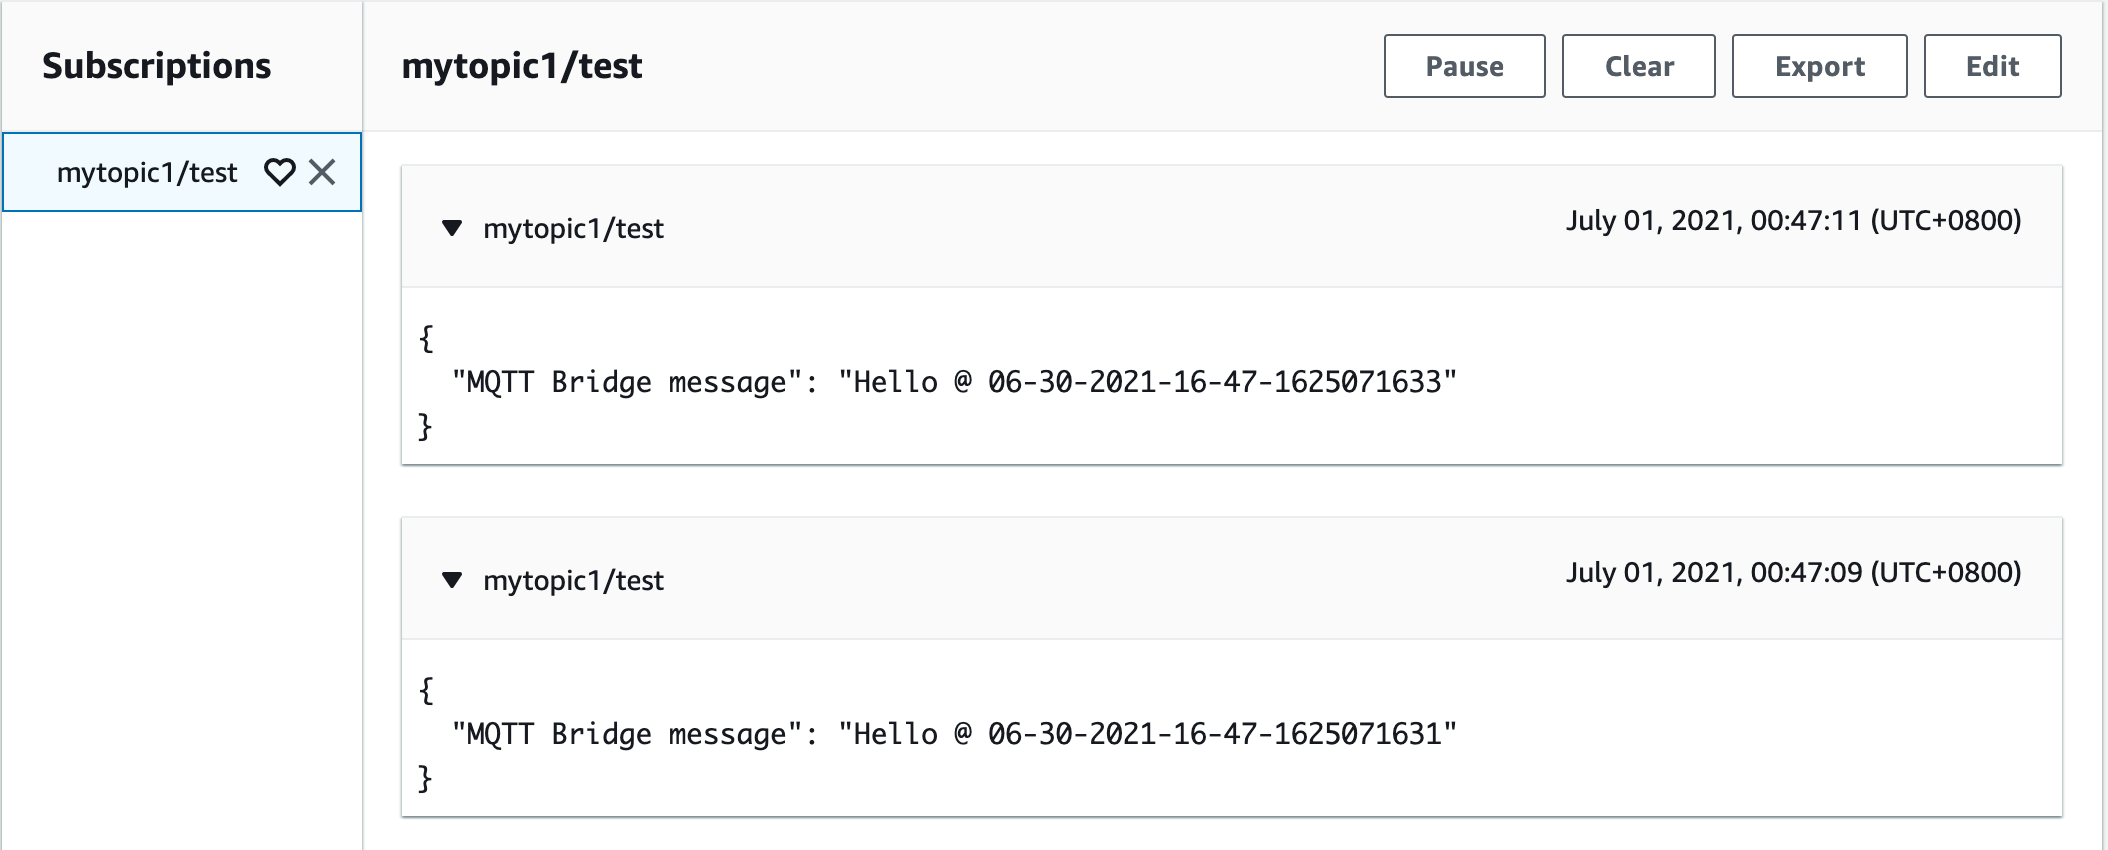 Subscriptions
mytopic1/test
Pause
Clear
Export
Edit
mytopic1/test
mytopic1/test
July 01, 2021, 00:47:11 (UTC+0800)
{
"MQTT Bridge message": "Hello @ 06-30-2021-16-47-1625071633"
}
mytopic1/test
July 01, 2021, 00:47:09 (UTC+0800)
{
"MQTT Bridge message": "Hello @ 06-30-2021-16-47-1625071631"
}